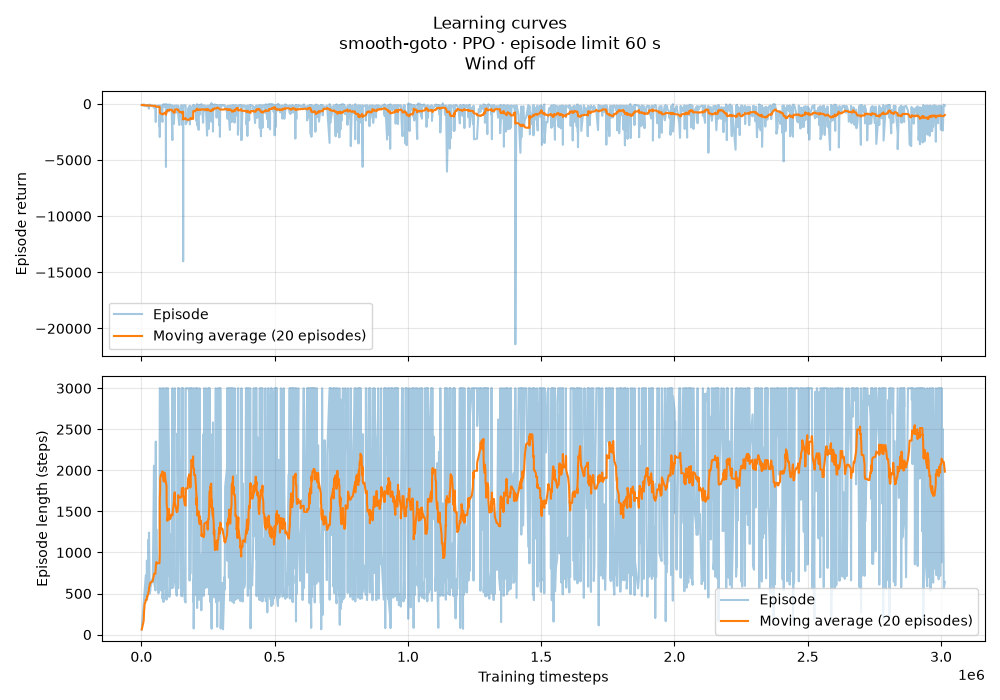 Learning curves
smooth-goto · PPO · episode limit 60 s
Wind off
Episode return
0
−5000
−10000
−15000
−20000
Episode
Moving average (20 episodes)
Episode length (steps)
3000
2500
2000
1500
1000
500
0
Episode
Moving average (20 episodes)
0.0
0.5
1.0
1.5
2.0
2.5
3.0
1e6
Training timesteps